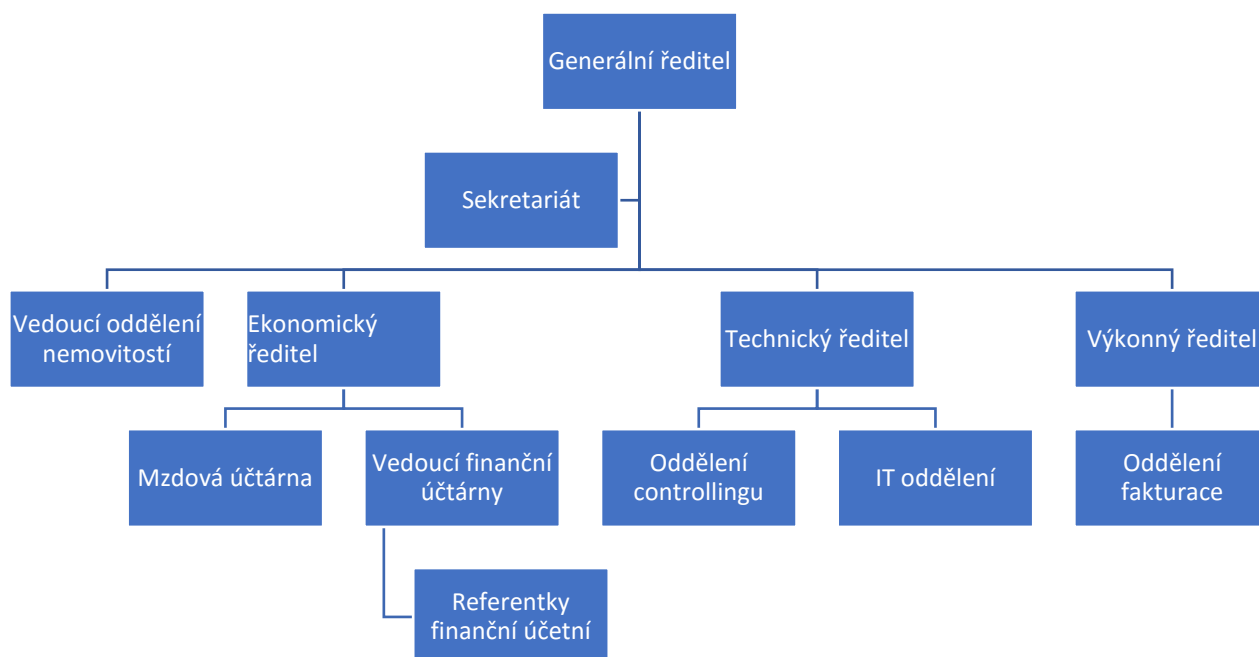 Generální ředitel
Sekretariát
Vedoucí oddělení
nemovitostí
Ekonomický
ředitel
Technický ředitel
Výkonný ředitel
Mzdová účtárna
Vedoucí finanční
účtárny
Oddělení
controllingu
IT oddělení
Oddělení
fakturace
Referentky
finanční účetní